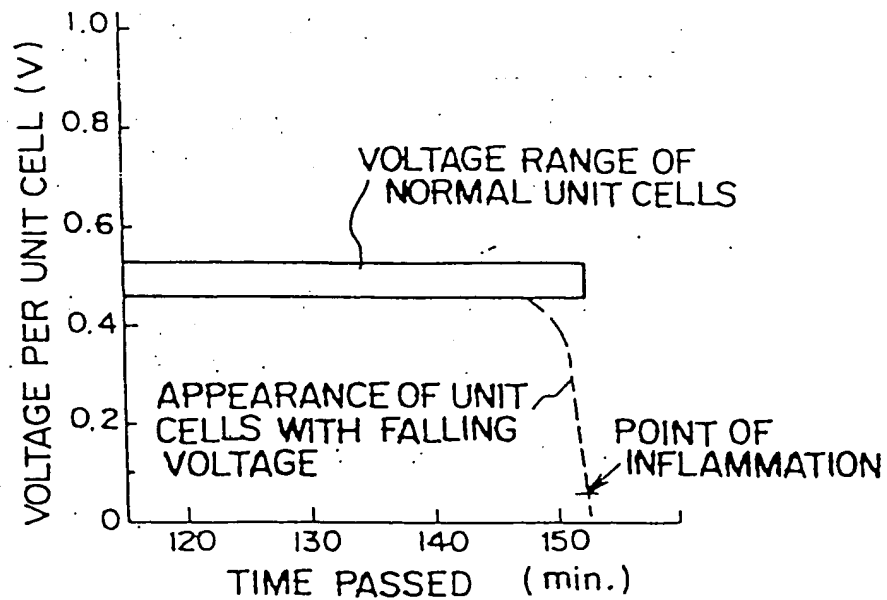 VOLTAGE PER UNIT CELL (V)
1.0
0.8
0.6
0.4
0.2
0
VOLTAGE RANGE OF
NORMAL UNIT CELLS
APPEARANCE OF UNIT
CELLS WITH FALLING
VOLTAGE
POINT OF
INFLAMMATION
120 130 140 150
TIME PASSED (min.)